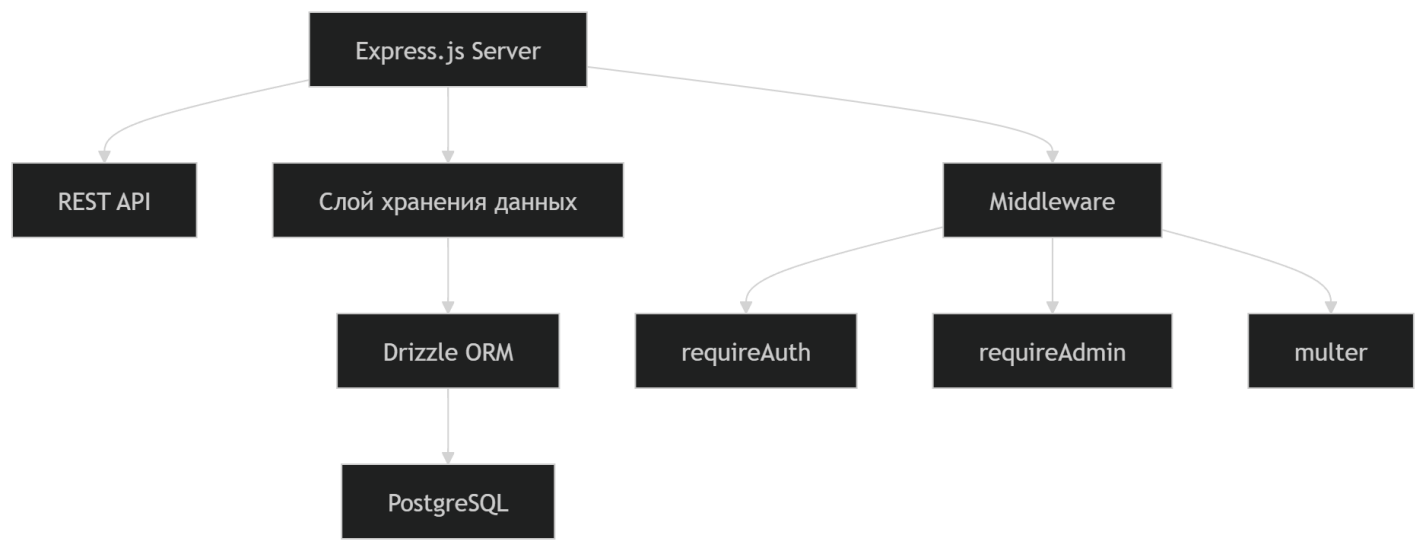 Express.js Server
REST API
Слой хранения данных
Middleware
Drizzle ORM
requireAuth
requireAdmin
multer
PostgreSQL